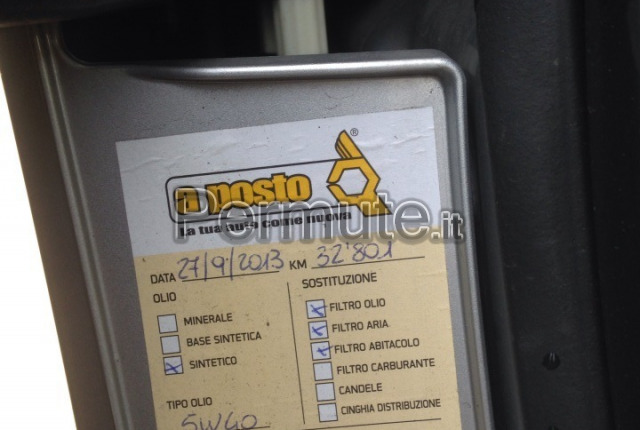 a posto ®
La tua auto come nuova
Permute.it
DATA 27/9/2013 KM 32'801
OLIO
MINERALE
BASE SINTETICA
SINTETICO
TIPO OLIO
5W40
SOSTITUZIONE
FILTRO OLIO
FILTRO ARIA
FILTRO ABITACOLO
FILTRO CARBURANTE
CANDELE
CINGHIA DISTRIBUZIONE